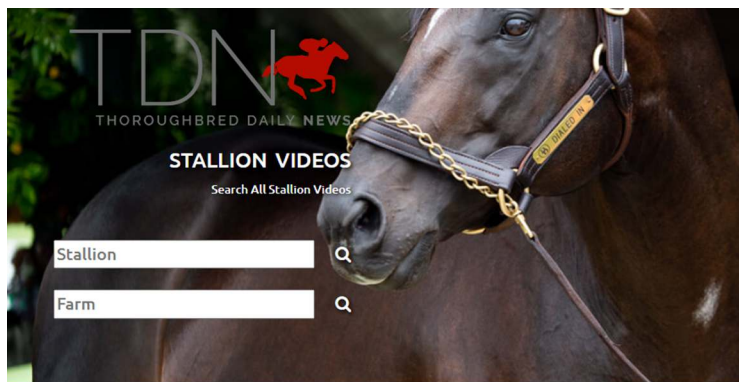 TDN
THOROUGHBRED DAILY NEWS
STALLION VIDEOS
Search All Stallion Videos
Stallion
Farm
DIALED IN